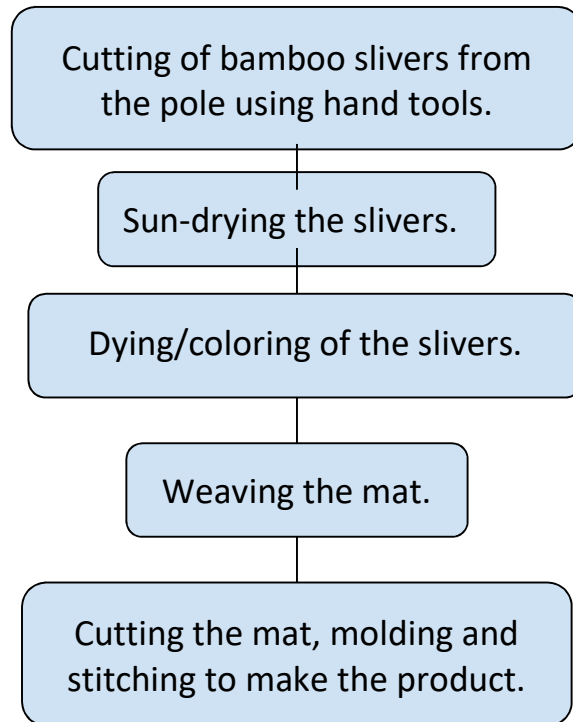 Cutting of bamboo slivers from
the pole using hand tools.
Sun-drying the slivers.
Dying/coloring of the slivers.
Weaving the mat.
Cutting the mat, molding and
stitching to make the product.